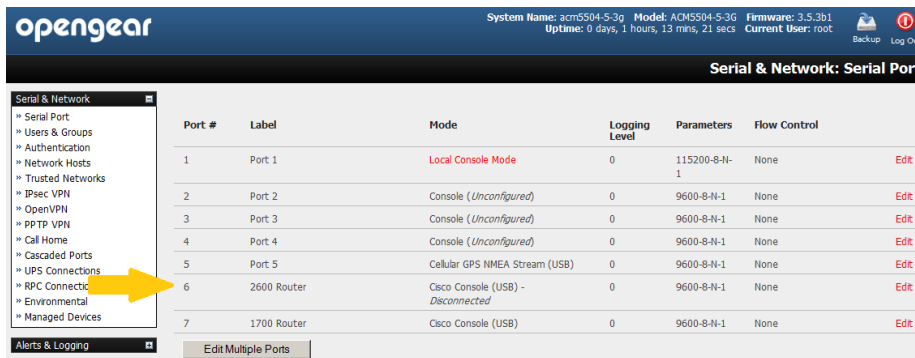 opengear
System Name: acm5504-5-3g Model: ACM5504-5-3G Firmware: 3.5.3b1
Uptime: 0 days, 1 hours, 13 mins, 21 secs Current User: root
Backup Log Ou
Serial & Network: Serial Por
Serial & Network
» Serial Port
» Users & Groups
» Authentication
» Network Hosts
» Trusted Networks
» IPsec VPN
» OpenVPN
» PPTP VPN
» Call Home
» Cascaded Ports
» UPS Connections
» RPC Connectio
» Environmental
» Managed Devices
Alerts & Logging
Port # Label Mode Logging Level Parameters Flow Control
1 Port 1 Local Console Mode 0 115200-8-N-1 None Edit
2 Port 2 Console (Unconfigured) 0 9600-8-N-1 None Edit
3 Port 3 Console (Unconfigured) 0 9600-8-N-1 None Edit
4 Port 4 Console (Unconfigured) 0 9600-8-N-1 None Edit
5 Port 5 Cellular GPS NMEA Stream (USB) 0 9600-8-N-1 None Edit
6 2600 Router Cisco Console (USB) - Disconnected 0 9600-8-N-1 None Edit
7 1700 Router Cisco Console (USB) 0 9600-8-N-1 None Edit
Edit Multiple Ports